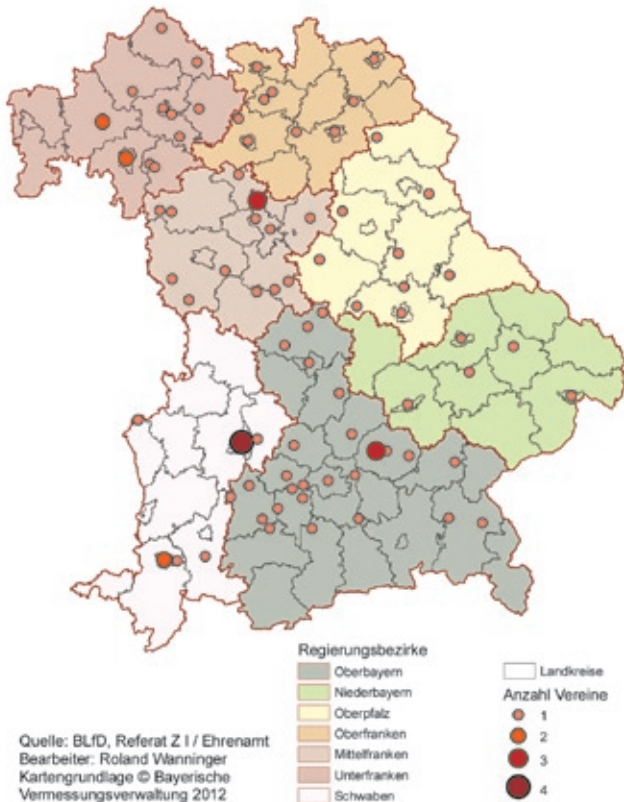 Regierungsbezirke
Oberbayern
Niederbayern
Oberpfalz
Oberfranken
Mittelfranken
Unterfranken
Schwaben
Landkreise
Anzahl Vereine
1
2
3
4
Quelle: BLfD, Referat Z I / Ehrenamt
Bearbeiter: Roland Wanninger
Kartengrundlage © Bayerische
Vermessungsverwaltung 2012